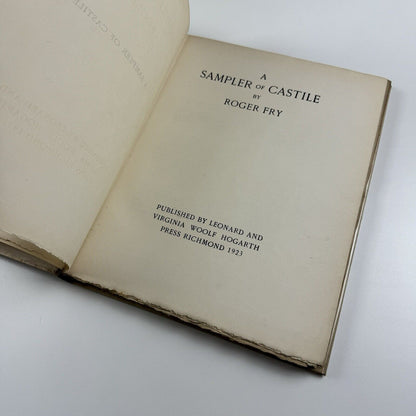 A
SAMPLER OF CASTILE
BY
ROGER FRY
PUBLISHED BY LEONARD AND
VIRGINIA WOOLF HOGARTH
PRESS RICHMOND 1923